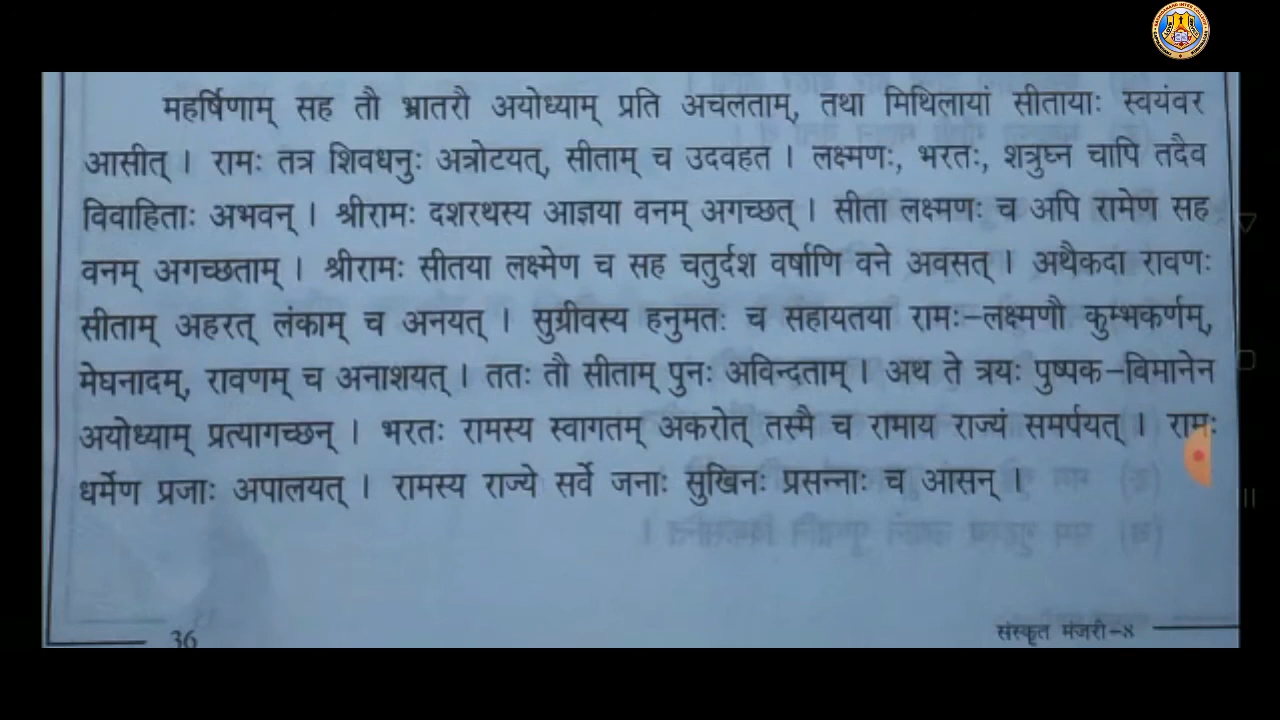 महर्षिणाम् सह तौ भ्रातरौ अयोध्याम् प्रति अचलताम्, तथा मिथिलायां सीतायाः स्वयंवर
आसीत् । रामः तत्र शिवधनुः अत्रोटयत्, सीताम् च उदवहत । लक्ष्मणः, भरतः, शत्रुघ्न चापि तदैव
विवाहिताः अभवन् । श्रीरामः दशरथस्य आज्ञया वनम् अगच्छत् । सीता लक्ष्मणः च अपि रामेण सह
वनम् अगच्छताम् । श्रीरामः सीतया लक्ष्मेण च सह चतुर्दश वर्षाणि वने अवसत् । अथैकदा रावणः
सीताम् अहरत् लंकाम् च अनयत् । सुग्रीवस्य हनुमतः च सहायतया रामः-लक्ष्मणौ कुम्भकर्णम्,
मेघनादम्, रावणम् च अनाशयत् । ततः तौ सीताम् पुनः अविन्दताम् । अथ ते त्रयः पुष्पक-विमानेन
अयोध्याम् प्रत्यागच्छन् । भरतः रामस्य स्वागतम् अकरोत् तस्मै च रामाय राज्यं समर्पयत् । रामः
धर्मेण प्रजाः अपालयत् । रामस्य राज्ये सर्वे जनाः सुखिनः प्रसन्नाः च आसन् ।
36
संस्कृत मंजरी-8